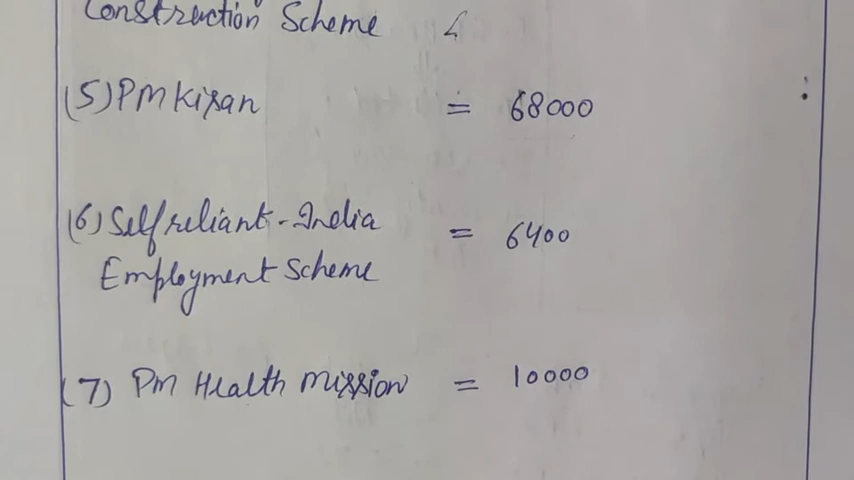 Construction Scheme
(5) PM Kisan = 68000
(6) Self reliant - India = 6400
Employment Scheme
(7) PM Health Mission = 10000